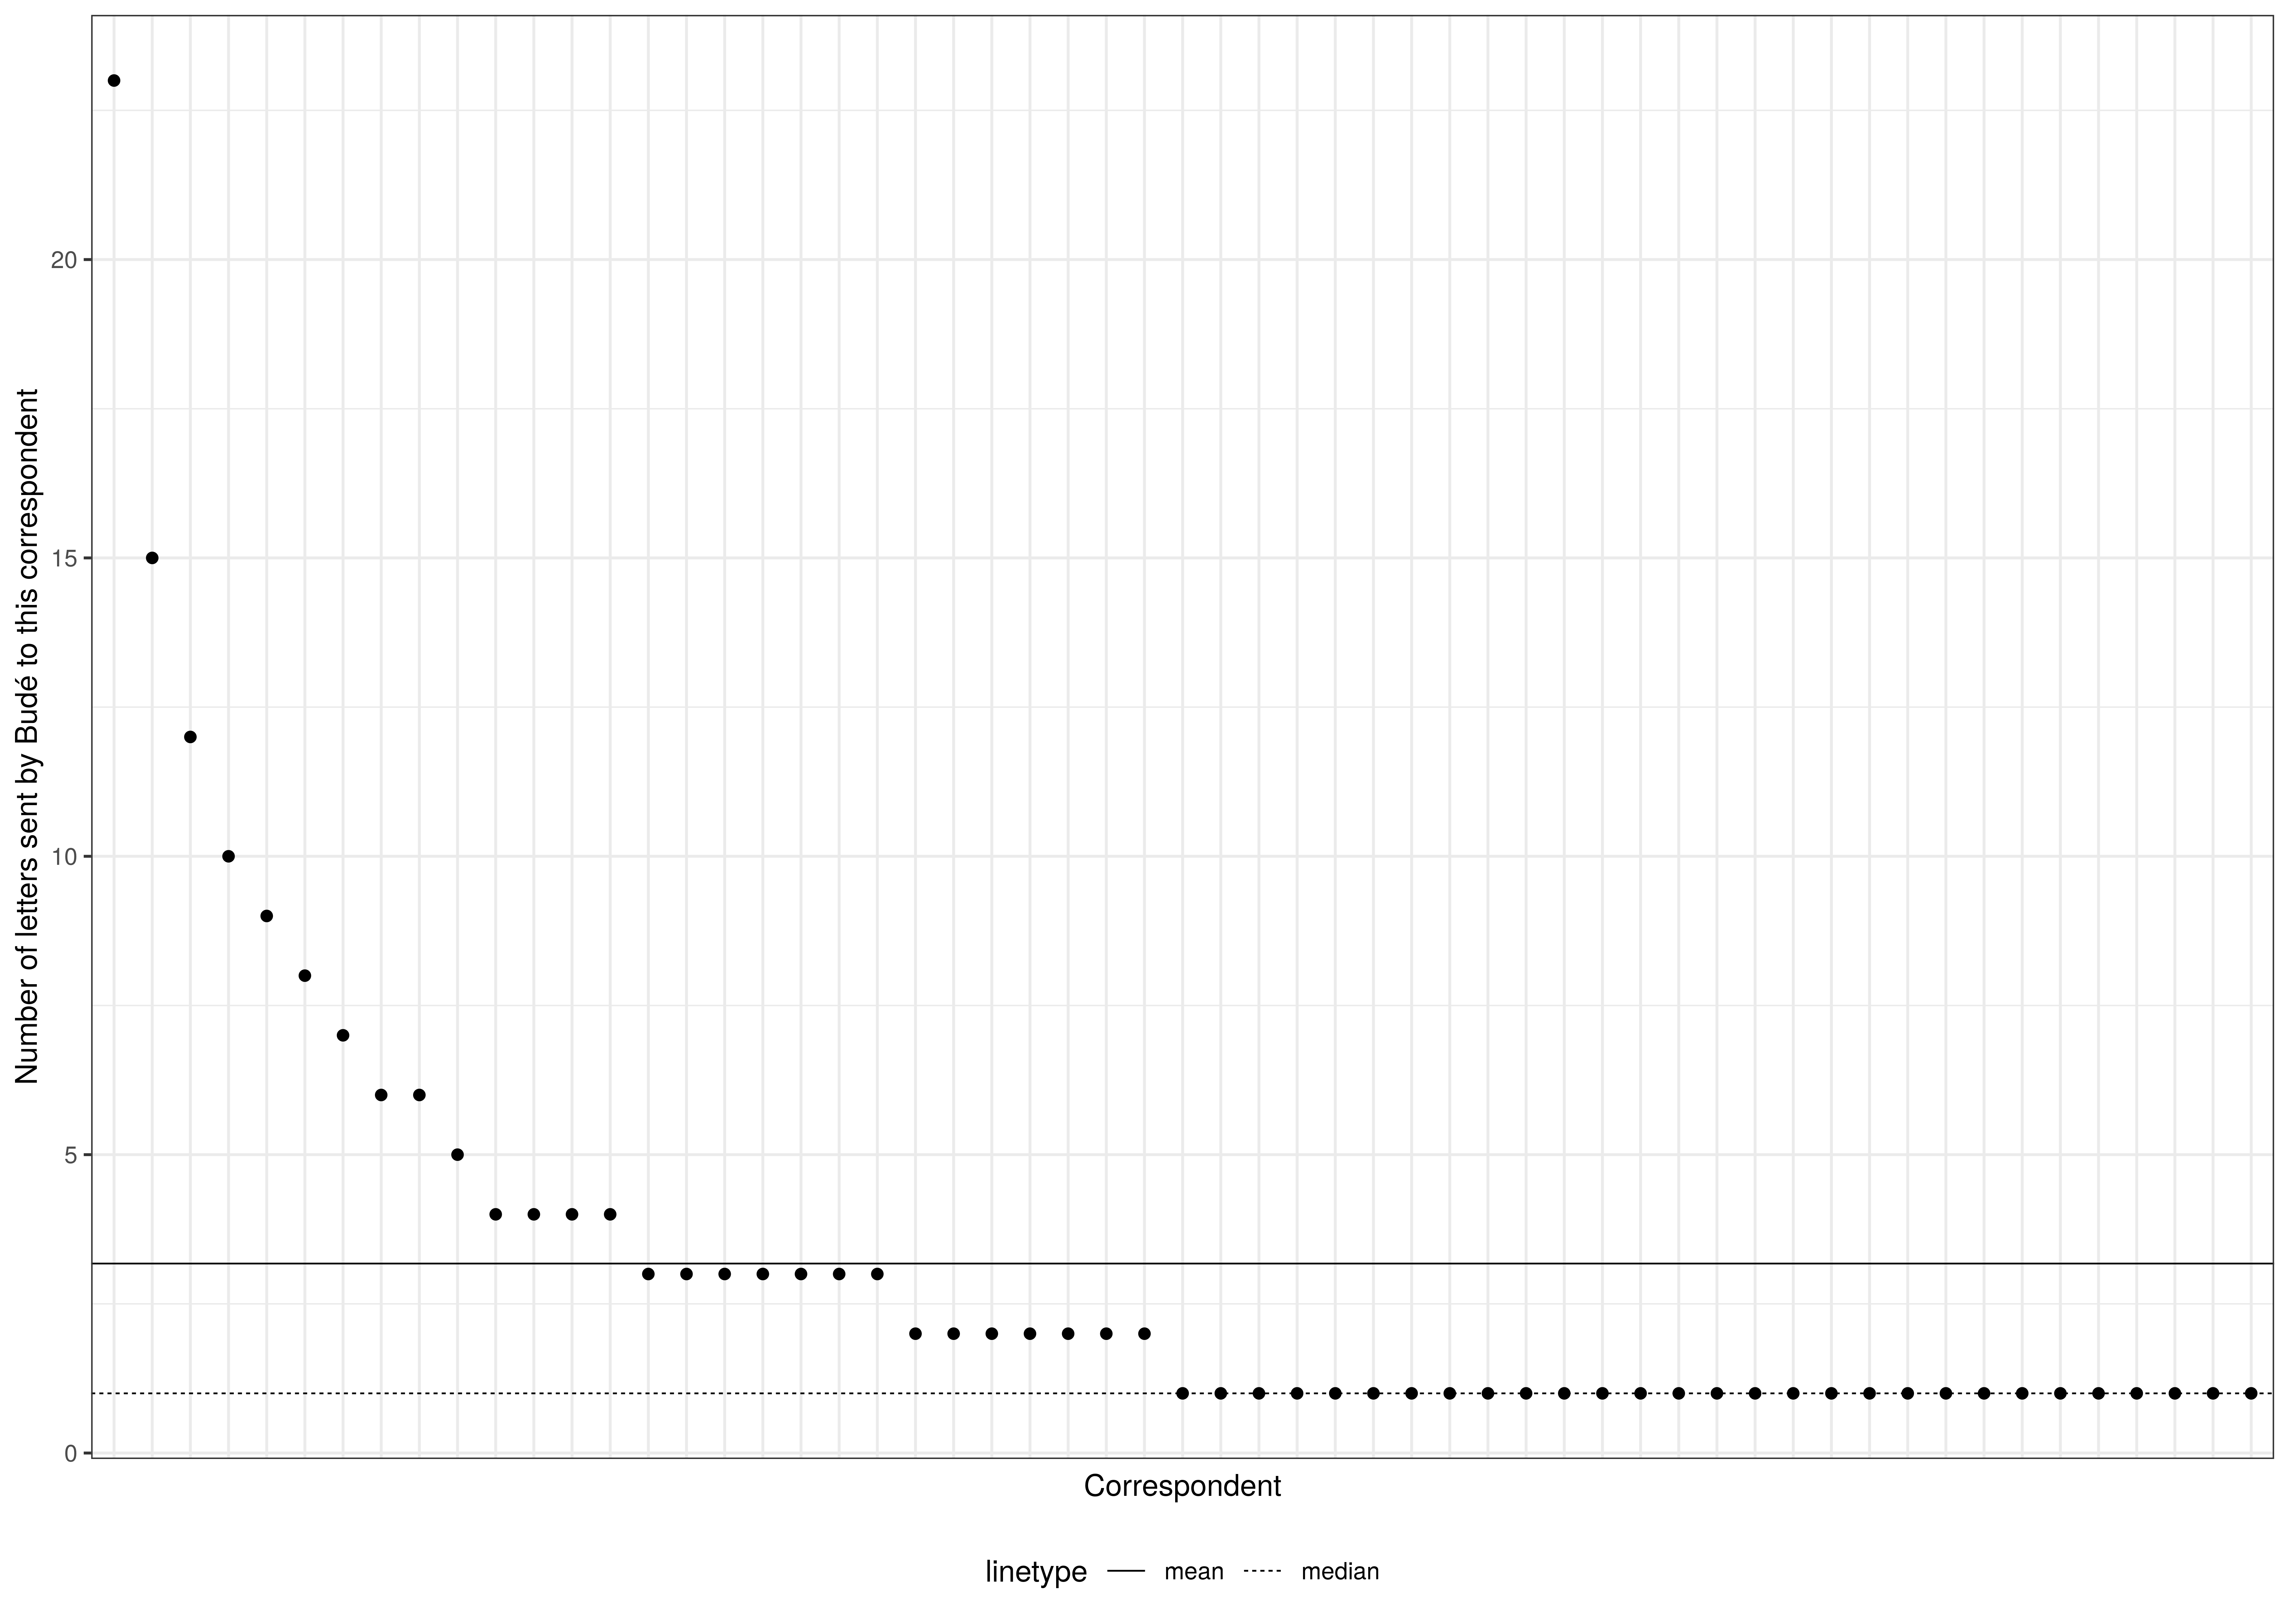 Number of letters sent by Budé to this correspondent
20
15
10
5
0
Correspondent
linetype mean median